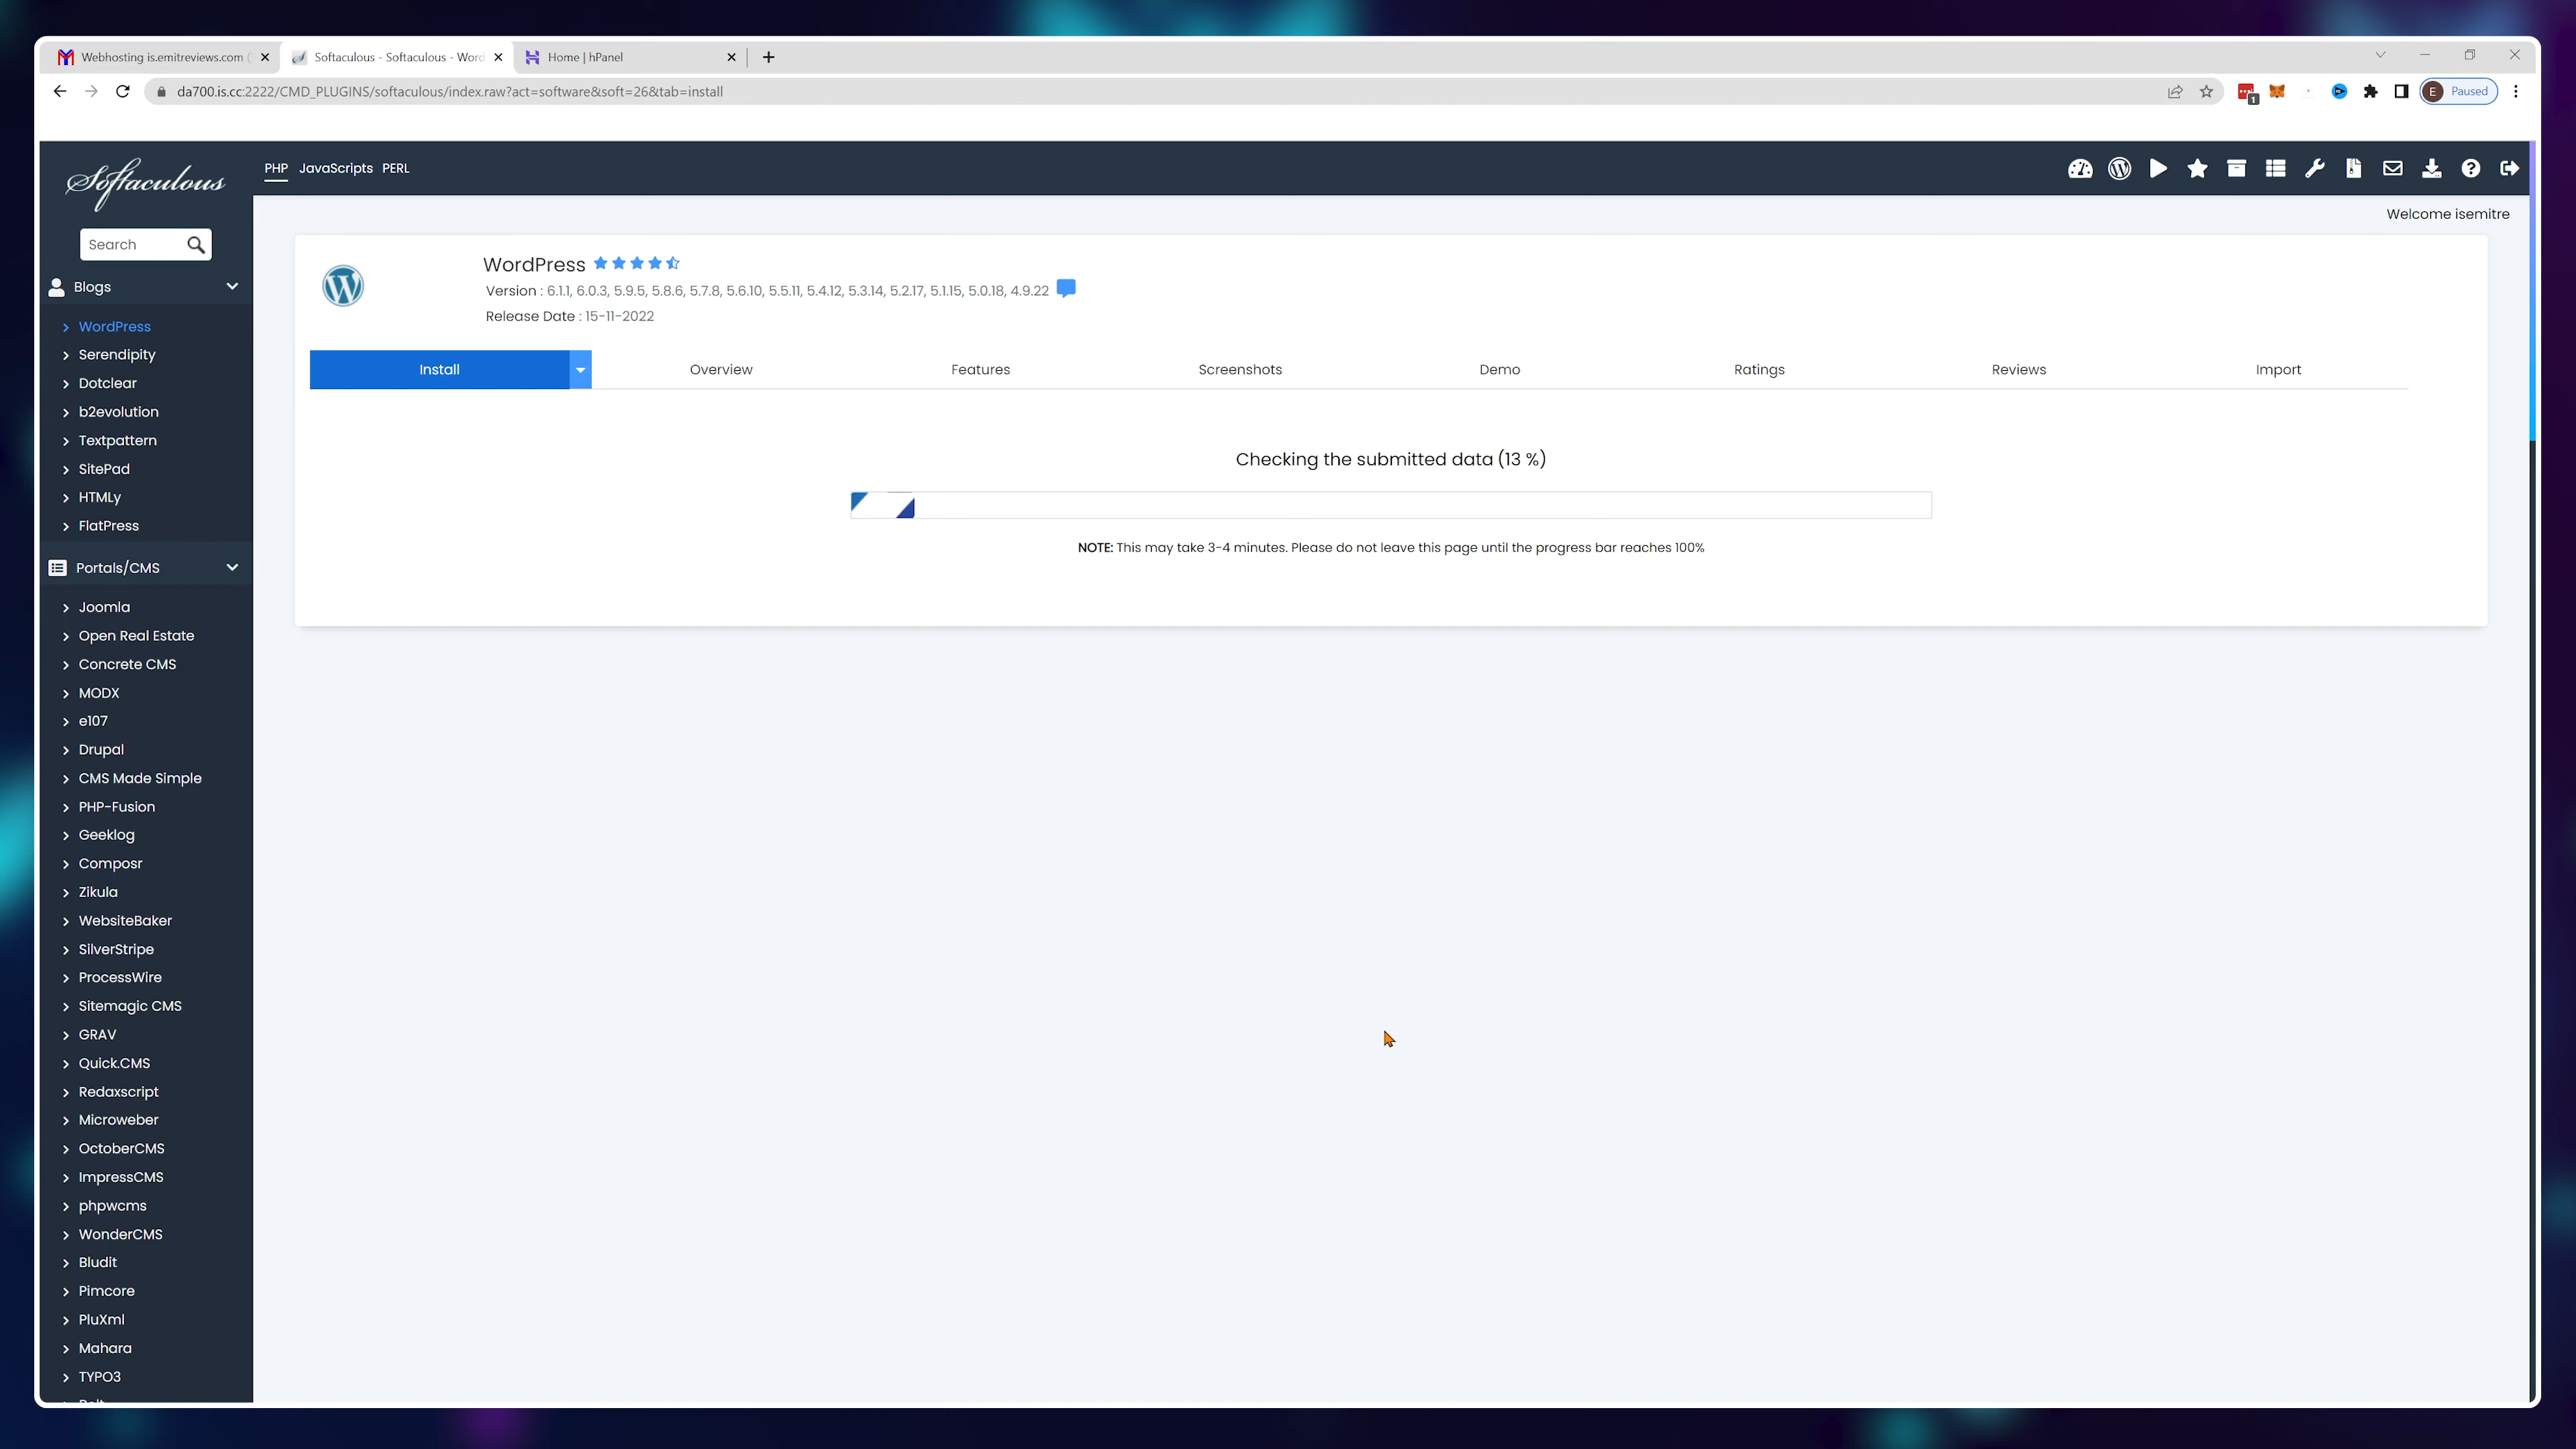 Webhosting is.emitreviews.com (
Softaculous - Softaculous - Word
Home | hPanel
da700.is.cc:2222/CMD_PLUGINS/softaculous/index.raw?act=software&soft=26&tab=install
1
E Paused
Softaculous
PHP JavaScripts PERL
Welcome isemitre
Search
Blogs
WordPress
Serendipity
Dotclear
b2evolution
Textpattern
SitePad
HTMLy
FlatPress
Portals/CMS
Joomla
Open Real Estate
Concrete CMS
MODX
e107
Drupal
CMS Made Simple
PHP-Fusion
Geeklog
Composr
Zikula
WebsiteBaker
SilverStripe
ProcessWire
Sitemagic CMS
GRAV
Quick.CMS
Redaxscript
Microweber
OctoberCMS
ImpressCMS
phpwcms
WonderCMS
Bludit
Pimcore
PluXml
Mahara
TYPO3
WordPress
Version : 6.1.1, 6.0.3, 5.9.5, 5.8.6, 5.7.8, 5.6.10, 5.5.11, 5.4.12, 5.3.14, 5.2.17, 5.1.15, 5.0.18, 4.9.22
Release Date : 15-11-2022
Install Overview Features Screenshots Demo Ratings Reviews Import
Checking the submitted data (13 %)
NOTE: This may take 3-4 minutes. Please do not leave this page until the progress bar reaches 100%